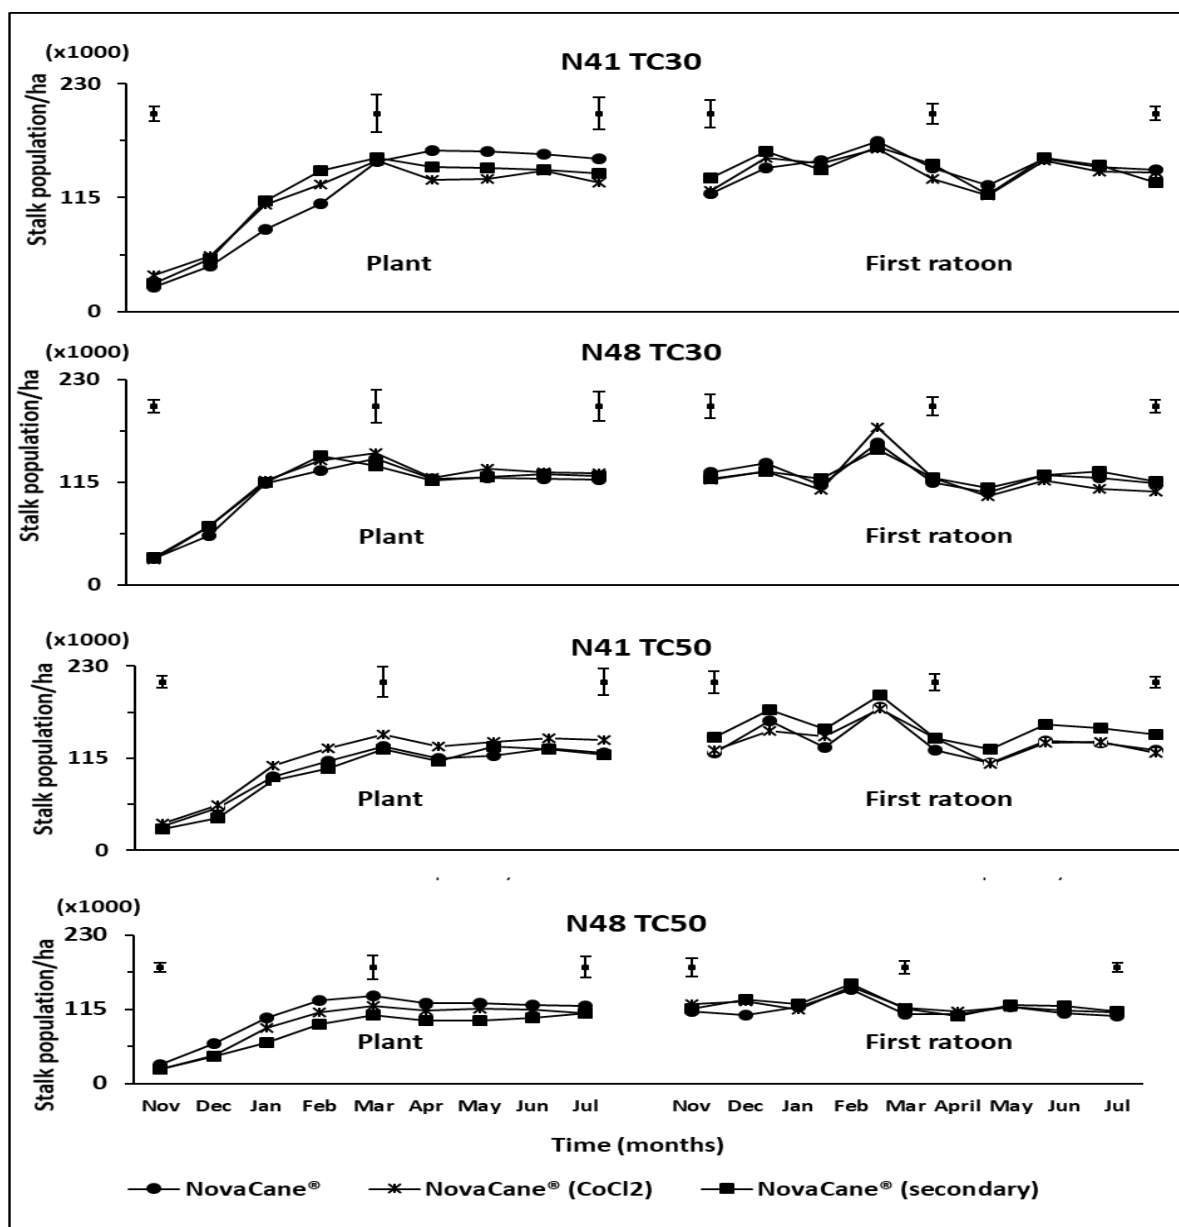 (x1000)
N41 TC30
230
Stalk population/ha
115
0
Plant
First ratoon
(x1000)
N48 TC30
230
Stalk population/ha
115
0
Plant
First ratoon
(x1000)
N41 TC50
230
Stalk population/ha
115
0
Plant
First ratoon
(x1000)
N48 TC50
230
Stalk population/ha
115
0
Plant
First ratoon
Nov Dec Jan Feb Mar Apr May Jun Jul Nov Dec Jan Feb Mar April May Jun Jul
Time (months)
NovaCane® NovaCane® (CoCl2) NovaCane® (secondary)